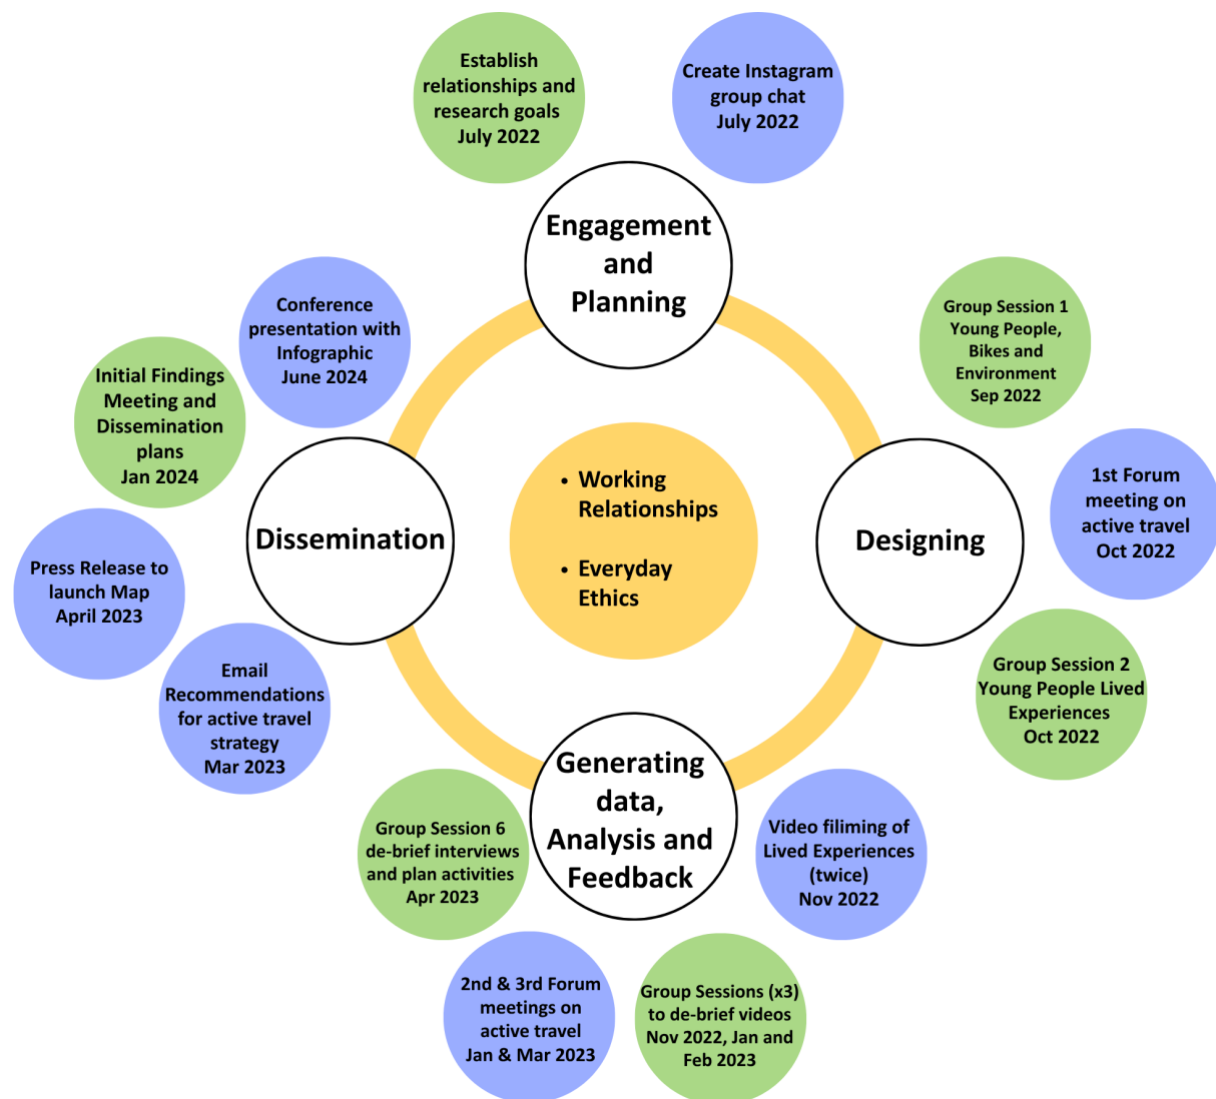 Establish
relationships and
research goals
July 2022
Create Instagram
group chat
July 2022
Engagement
and
Planning
Group Session 1
Young People,
Bikes and
Environment
Sep 2022
1st Forum
meeting on
active travel
Oct 2022
Designing
Group Session 2
Young People Lived
Experiences
Oct 2022
Video filiming of
Lived Experiences
(twice)
Nov 2022
Generating
data,
Analysis and
Feedback
Group Sessions (x3)
to de-brief videos
Nov 2022, Jan and
Feb 2023
2nd & 3rd Forum
meetings on
active travel
Jan & Mar 2023
Group Session 6
de-brief interviews
and plan activities
Apr 2023
Email
Recommendations
for active travel
strategy
Mar 2023
Press Release to
launch Map
April 2023
Dissemination
Initial Findings
Meeting and
Dissemination
plans
Jan 2024
Conference
presentation with
Infographic
June 2024
• Working
Relationships
• Everyday
Ethics